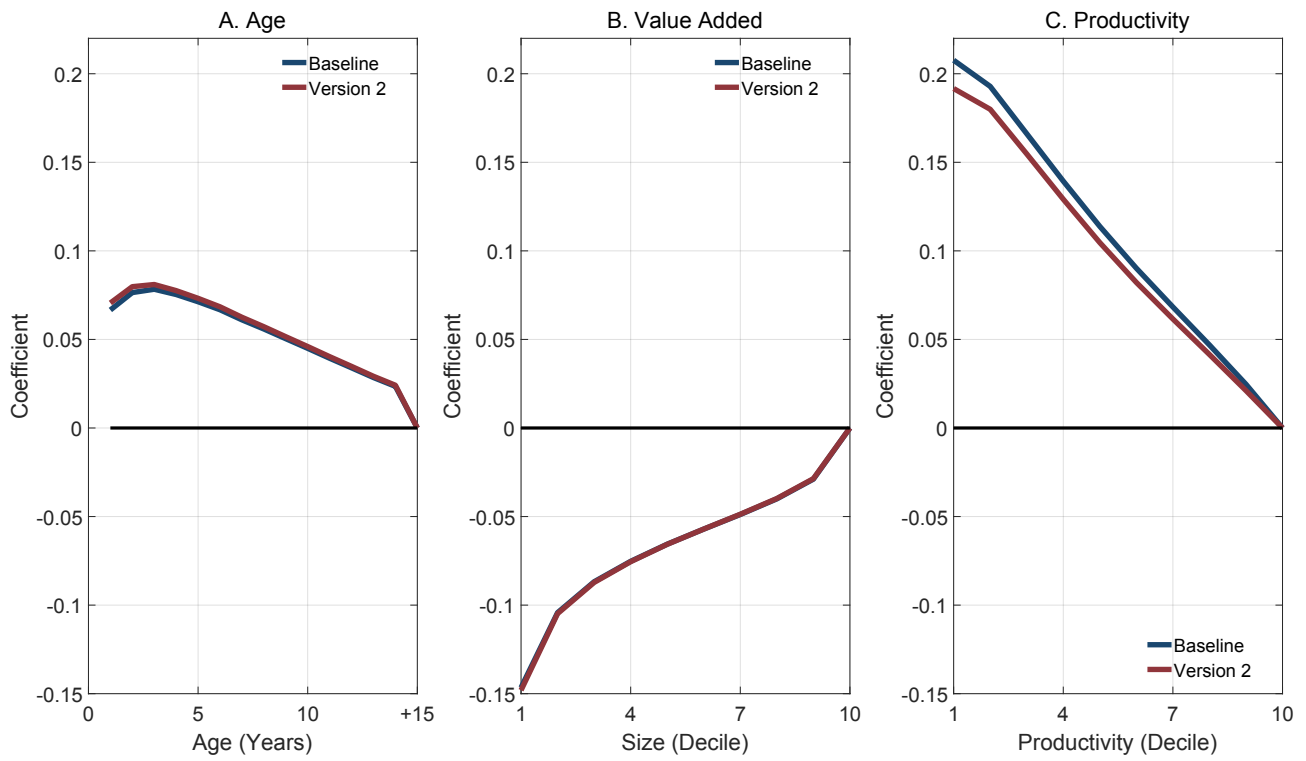 A. Age
Baseline
Version 2
0.2
0.15
0.1
0.05
0
-0.05
-0.1
-0.15
Coefficient
0
5
10
+15
Age (Years)
B. Value Added
Baseline
Version 2
0.2
0.15
0.1
0.05
0
-0.05
-0.1
-0.15
Coefficient
1
4
7
10
Size (Decile)
C. Productivity
0.2
0.15
0.1
0.05
0
-0.05
-0.1
-0.15
Coefficient
Baseline
Version 2
1
4
7
10
Productivity (Decile)